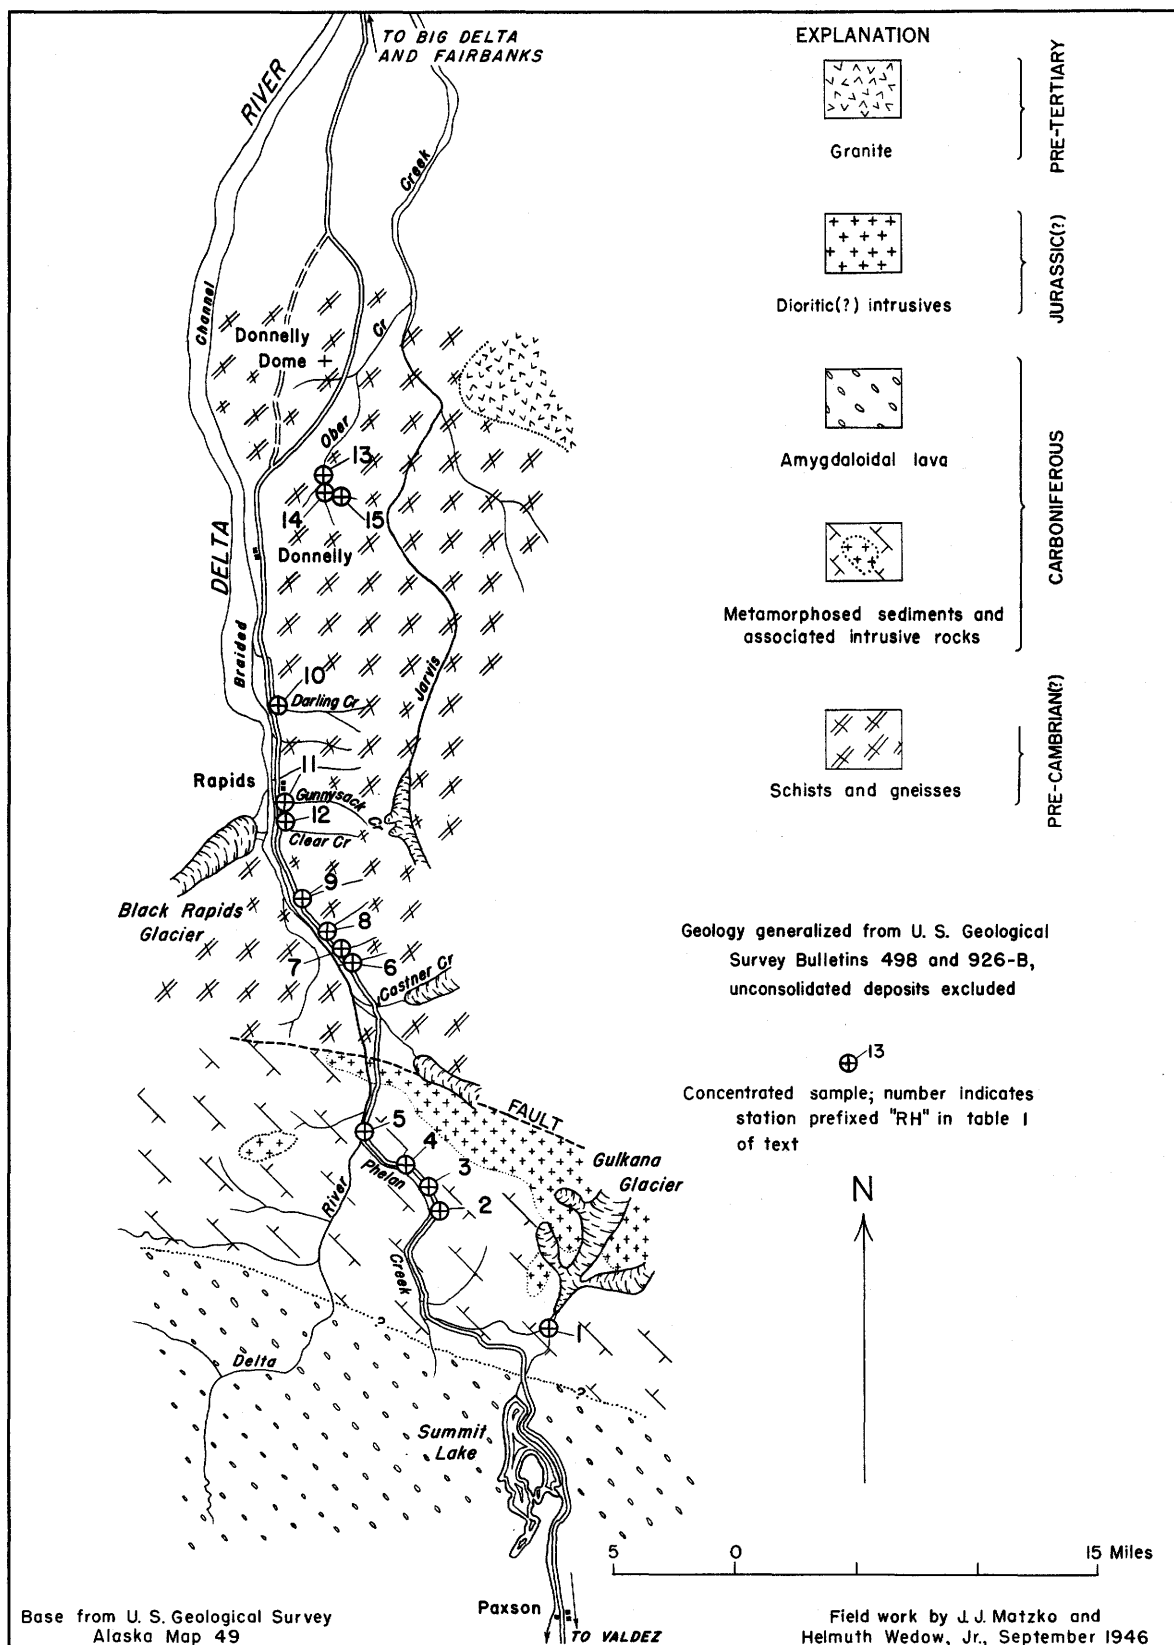 TO BIG DELTA
AND FAIRBANKS
RIVER
Creek
Channel
Donnelly
Dome
Cr
Ober
13
14
15
DELTA
Donnelly
Braided
Jarvis
10
Darling Cr
Rapids
11
Gunnysack Cr
12
Clear Cr
Black Rapids
Glacier
9
8
7
6
Castner Cr
FAULT
5
4
3
2
Phelan
Creek
River
Gulkana
Glacier
1
?
?
Delta
Summit
Lake
Paxson
TO VALDEZ
Base from U. S. Geological Survey
Alaska Map 49
EXPLANATION
Granite
PRE-TERTIARY
Dioritic(?) intrusives
JURASSIC(?)
Amygdaloidal lava
Metamorphosed sediments and
associated intrusive rocks
CARBONIFEROUS
Schists and gneisses
PRE-CAMBRIAN(?)
Geology generalized from U. S. Geological
Survey Bulletins 498 and 926-B,
unconsolidated deposits excluded
13
Concentrated sample; number indicates
station prefixed "RH" in table 1
of text
N
5 0 15 Miles
Field work by J. J. Matzko and
Helmuth Wedow, Jr., September 1946